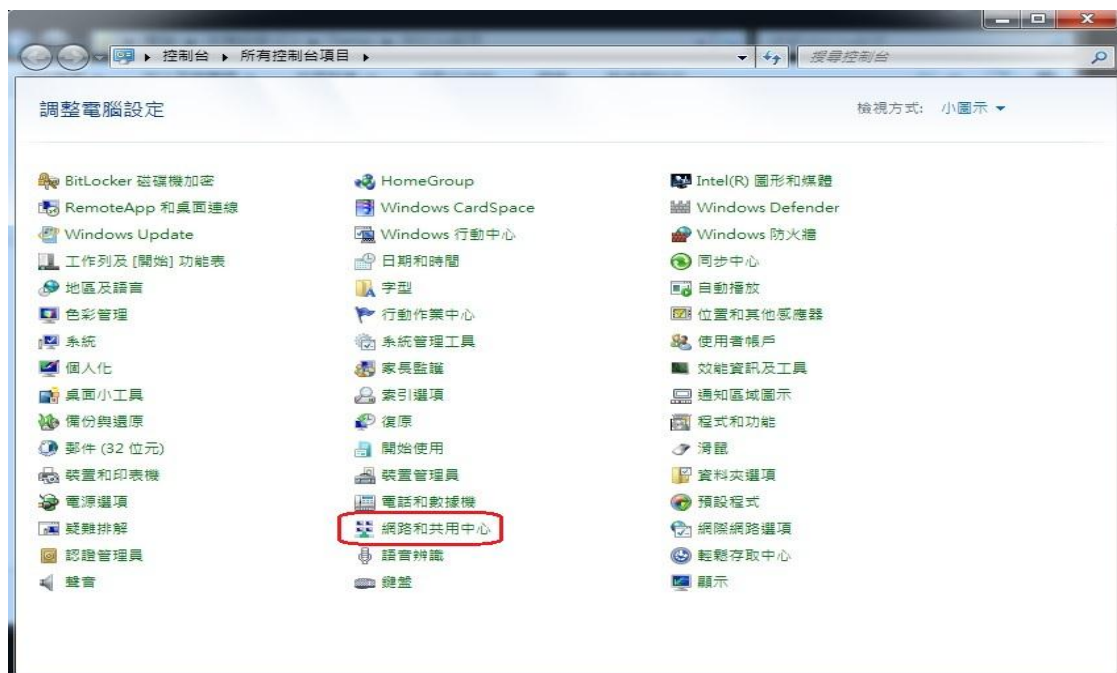 控制台 ▸ 所有控制台項目 ▸
搜尋控制台
調整電腦設定
檢視方式: 小圖示
BitLocker 磁碟機加密
HomeGroup
Intel(R) 圖形和媒體
RemoteApp 和桌面連線
Windows CardSpace
Windows Defender
Windows Update
Windows 行動中心
Windows 防火牆
工作列及 [開始] 功能表
日期和時間
同步中心
地區及語言
字型
自動播放
色彩管理
行動作業中心
位置和其他感應器
系統
系統管理工具
使用者帳戶
個人化
家長監護
效能資訊及工具
桌面小工具
索引選項
通知區域圖示
備份與還原
復原
程式和功能
郵件 (32 位元)
開始使用
滑鼠
裝置和印表機
裝置管理員
資料夾選項
電源選項
電話和數據機
預設程式
疑難排解
網路和共用中心
網際網路選項
認證管理員
語音辨識
輕鬆存取中心
聲音
鍵盤
顯示